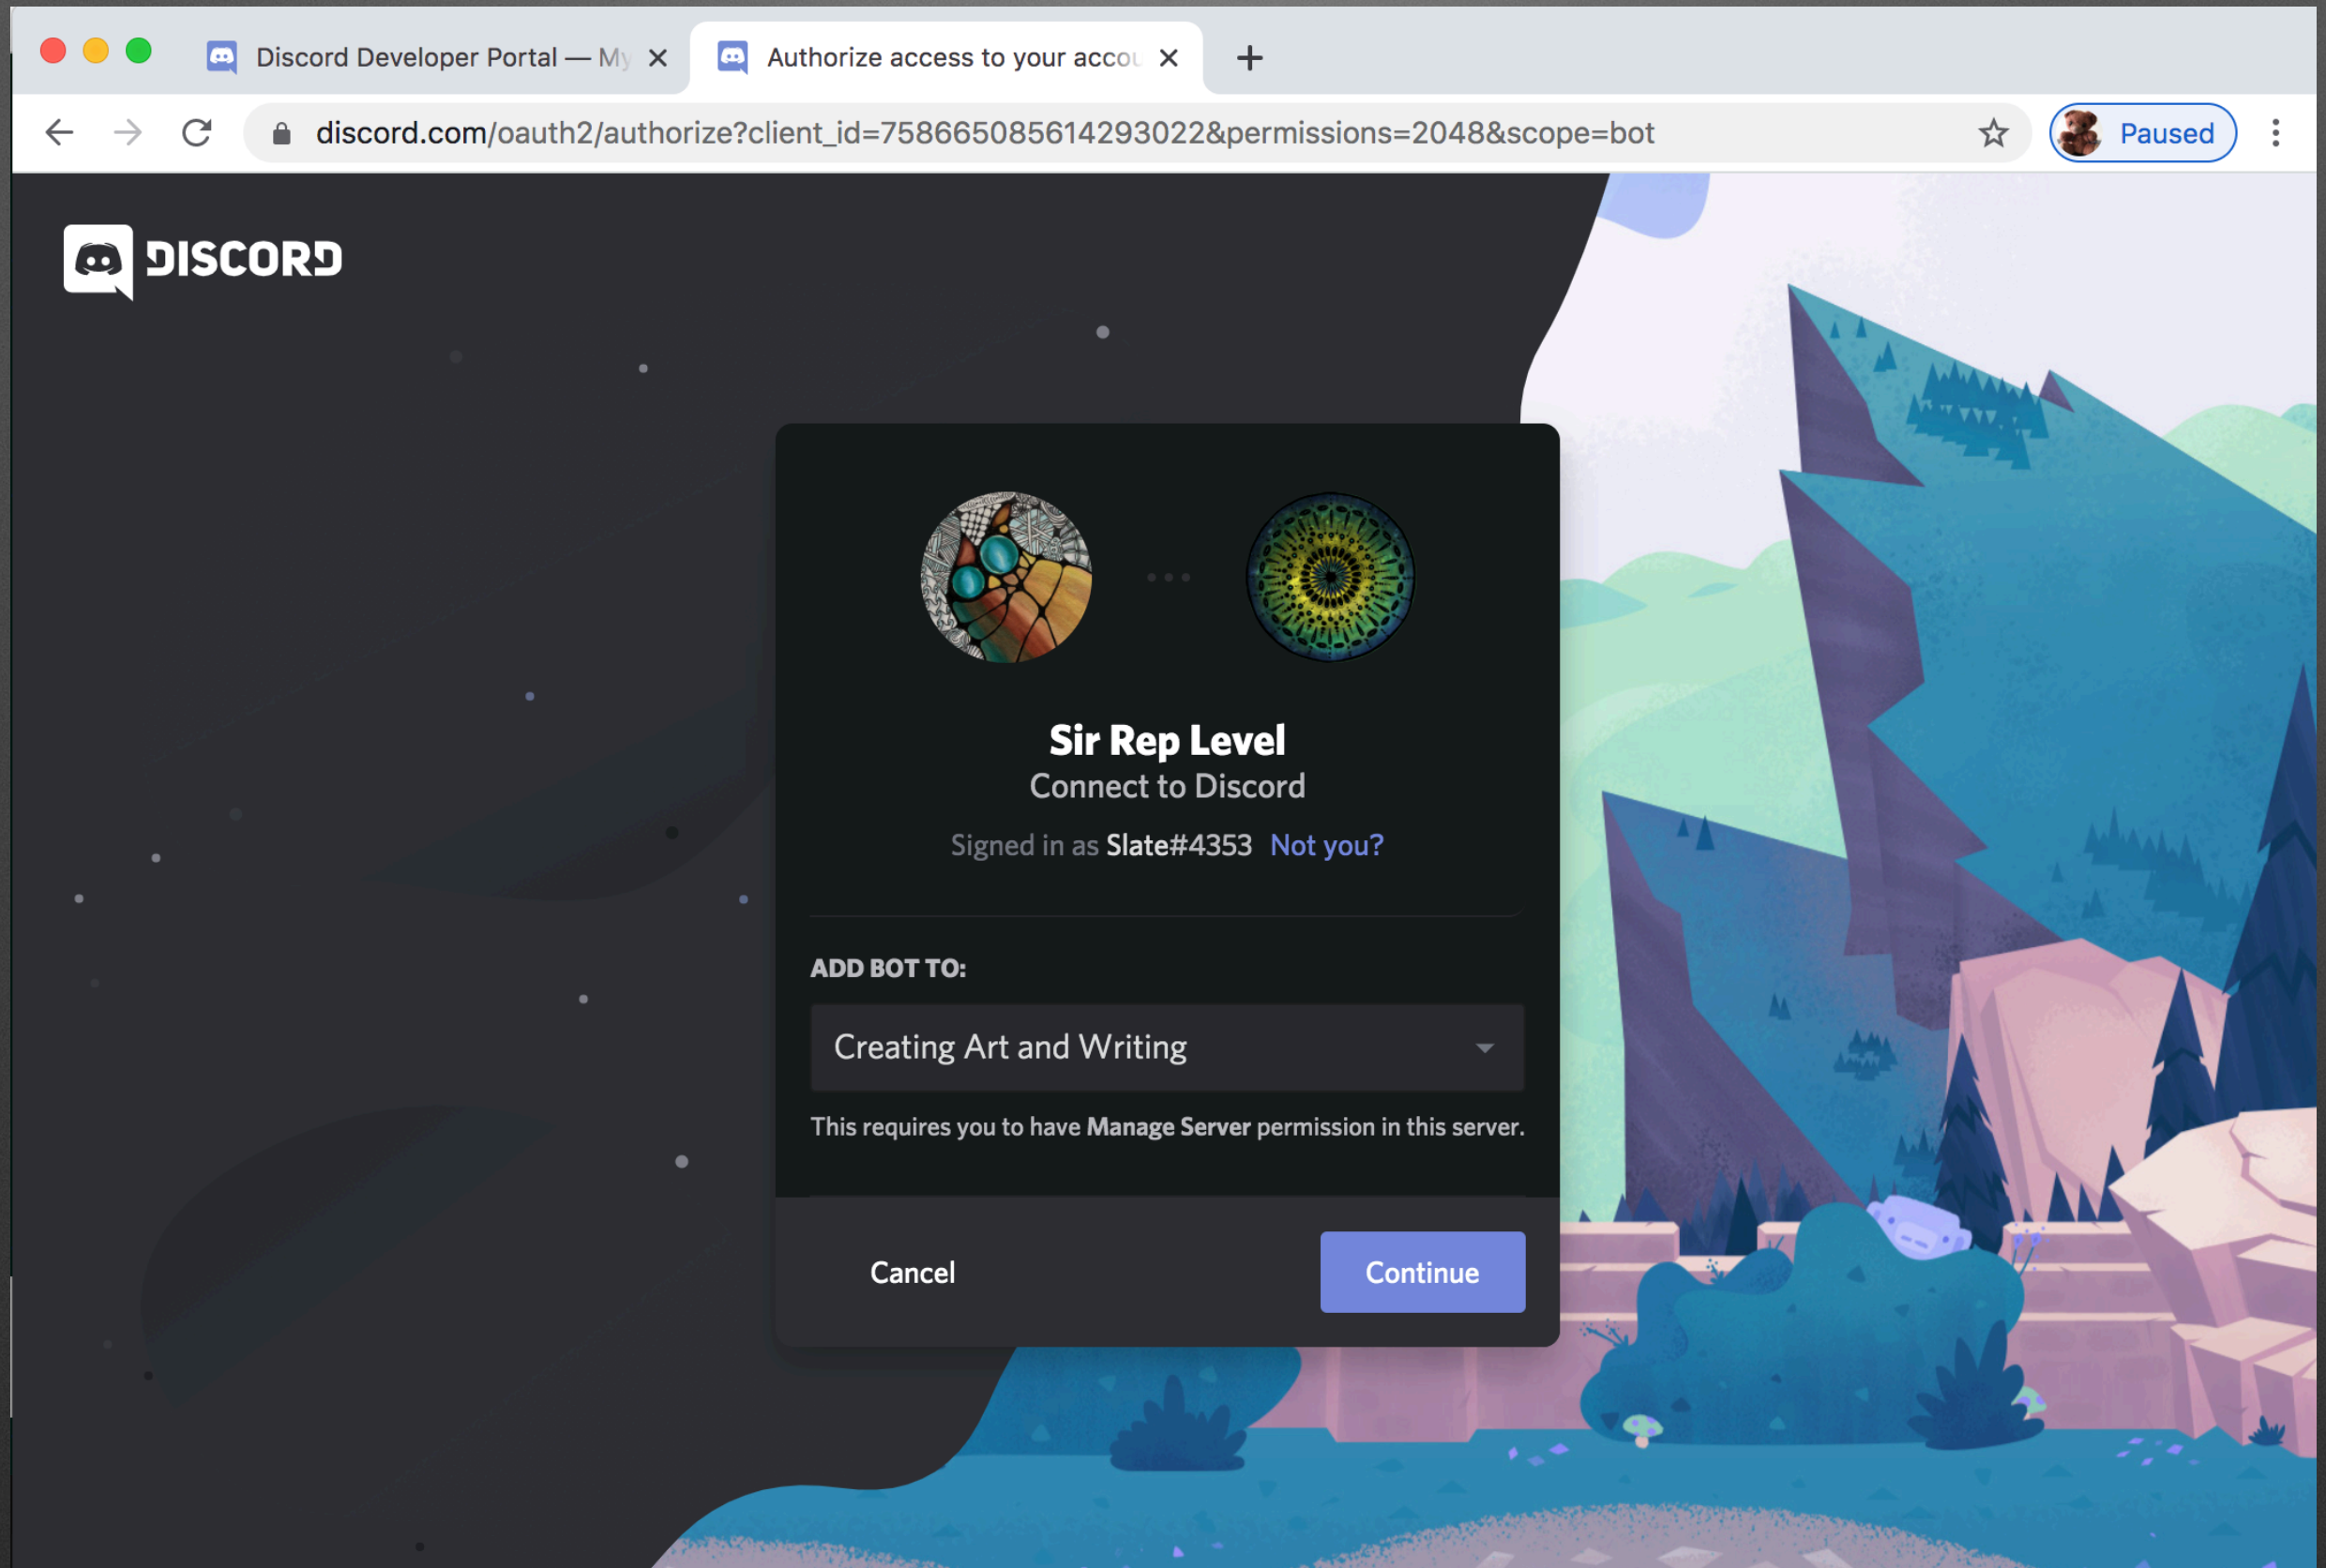 Discord Developer Portal — My
Authorize access to your accou
discord.com/oauth2/authorize?client_id=758665085614293022&permissions=2048&scope=bot
Paused
DISCORD
Sir Rep Level
Connect to Discord
Signed in as Slate#4353 Not you?
ADD BOT TO:
Creating Art and Writing
This requires you to have Manage Server permission in this server.
Cancel
Continue